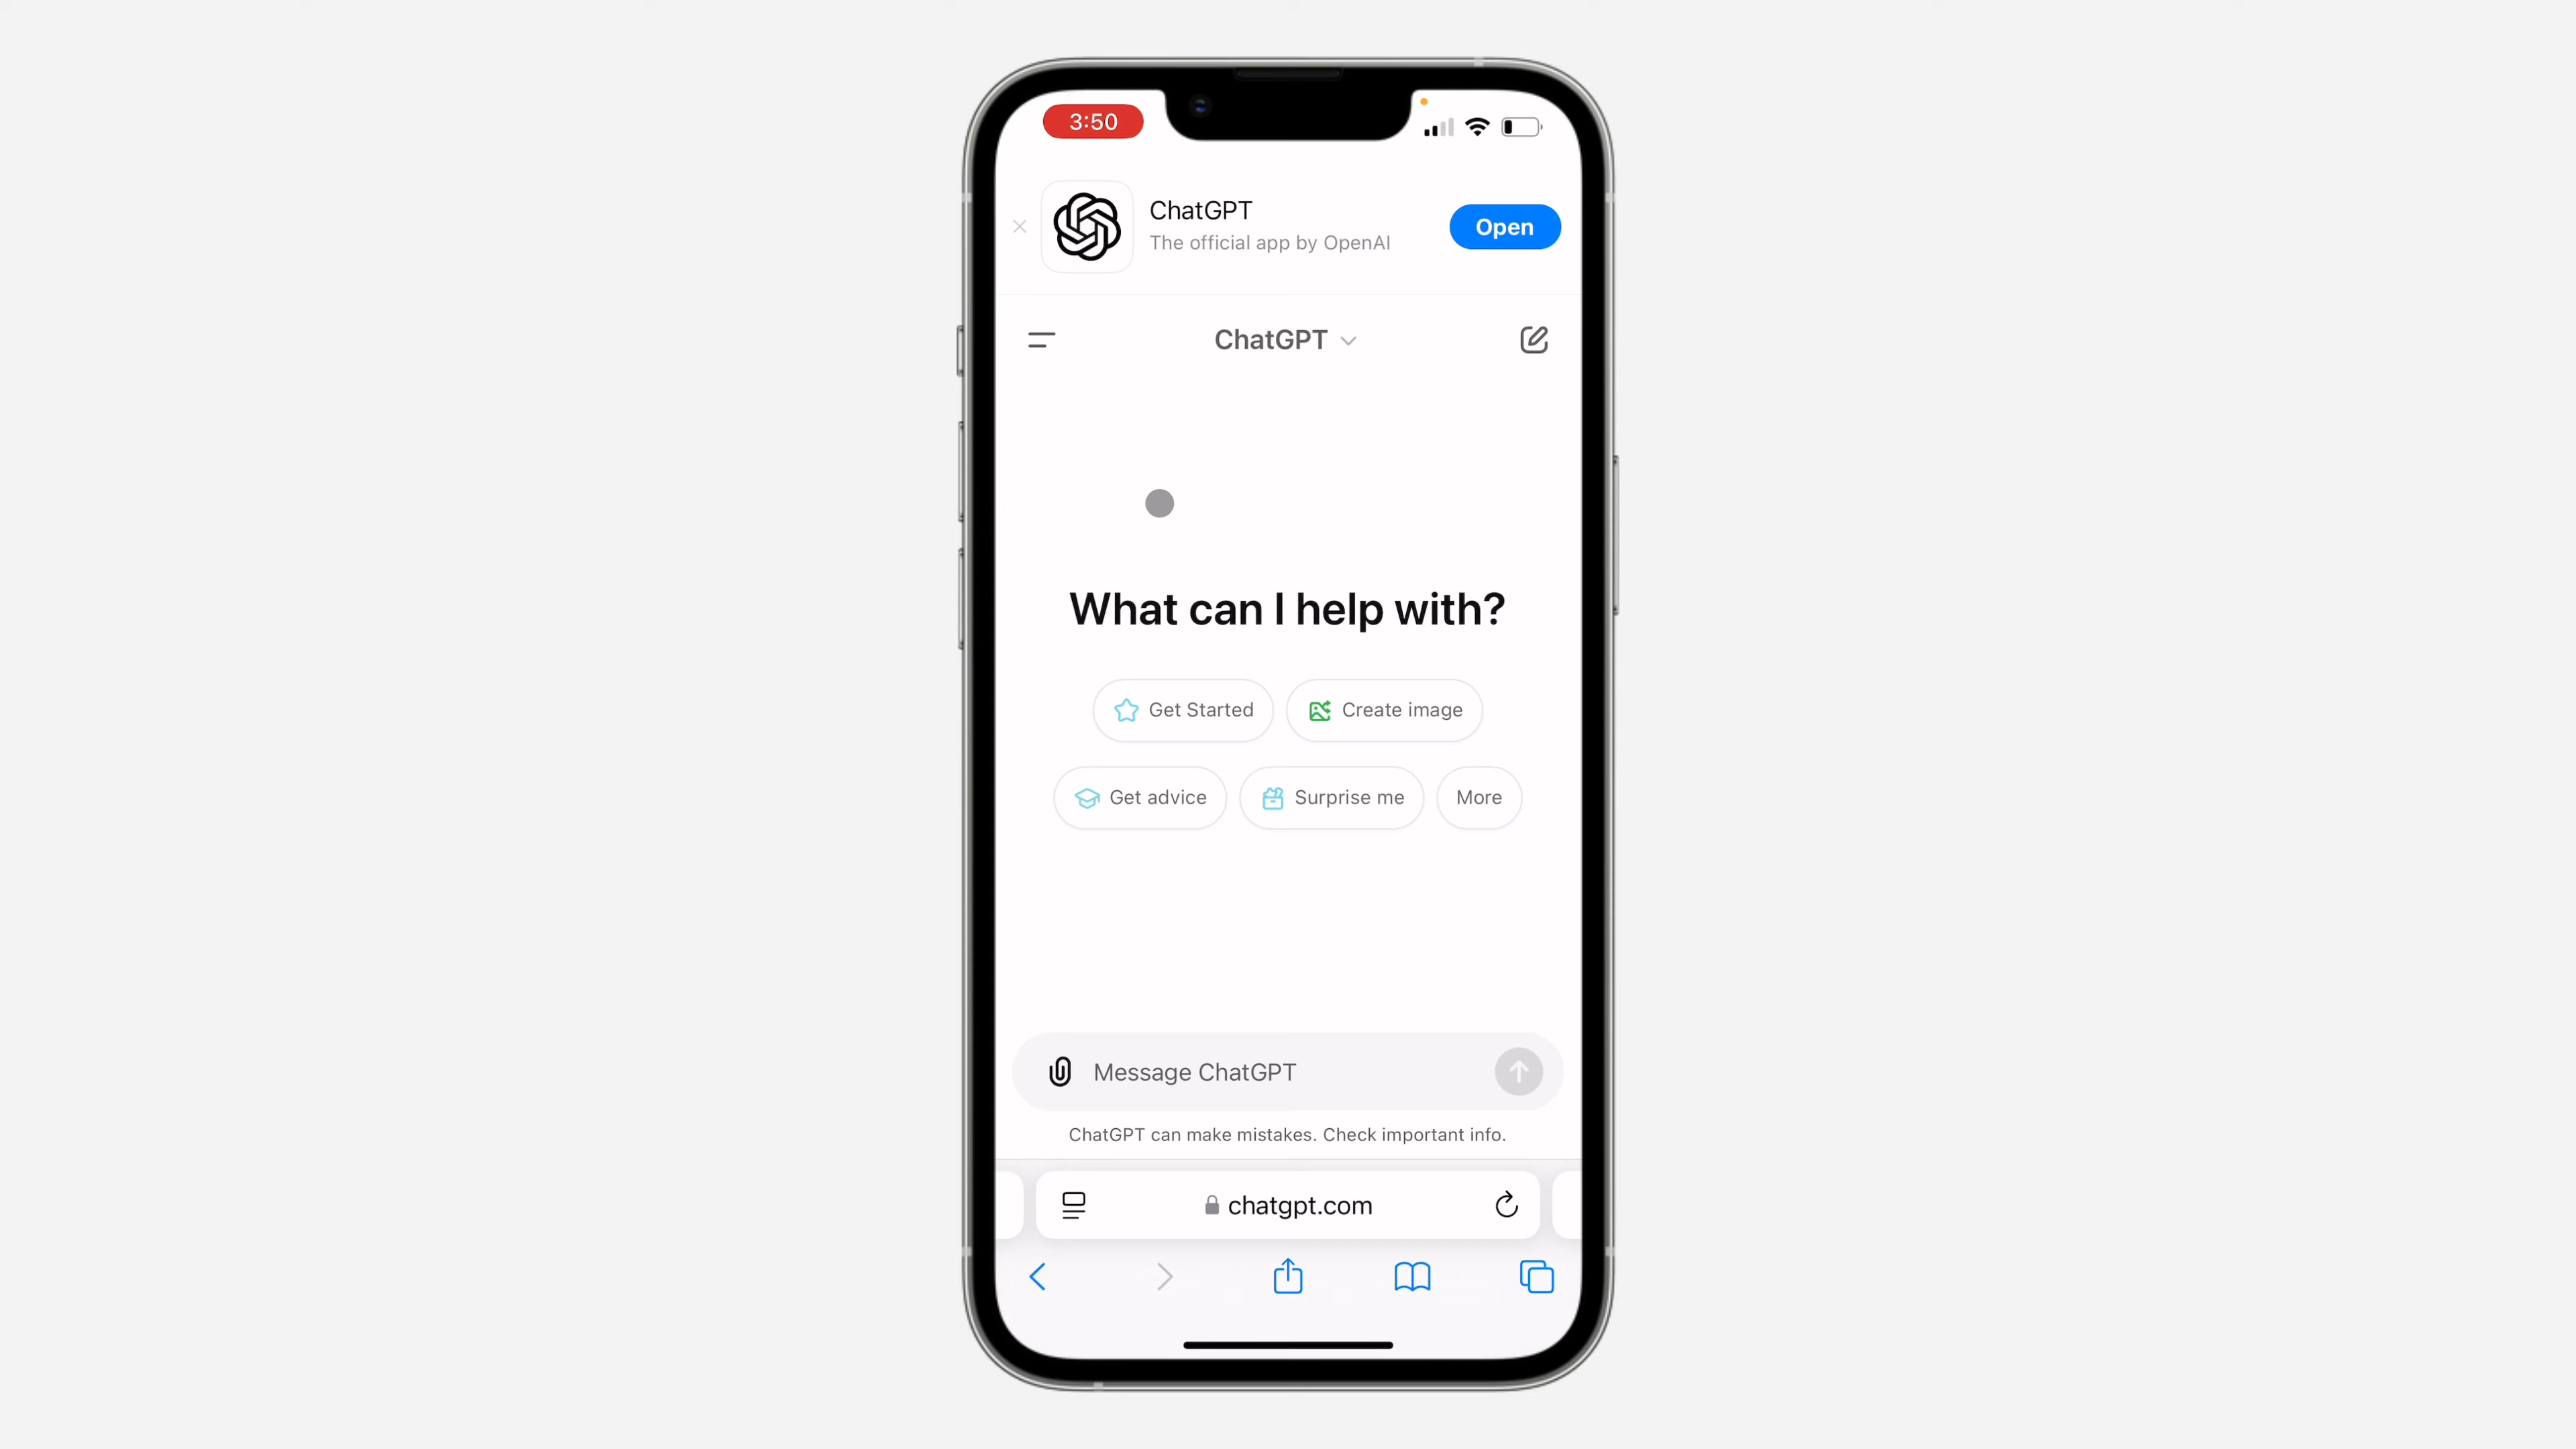 3:50
ChatGPT
The official app by OpenAI
Open
ChatGPT
What can I help with?
Get Started
Create image
Get advice
Surprise me
More
Message ChatGPT
ChatGPT can make mistakes. Check important info.
chatgpt.com